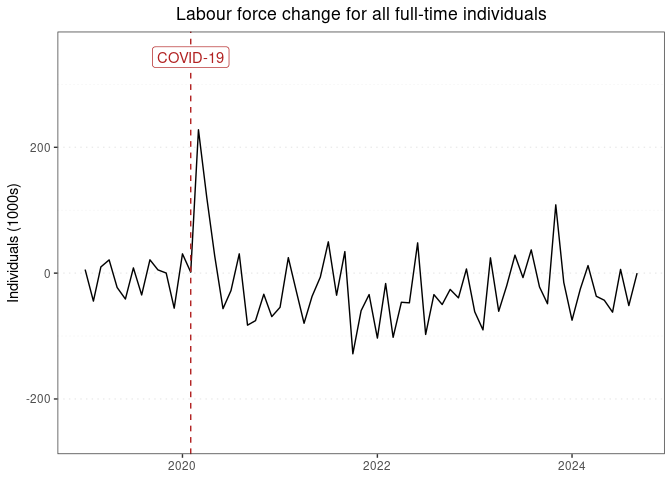 Labour force change for all full-time individuals
COVID-19
Individuals (1000s)
200
0
-200
2020
2022
2024